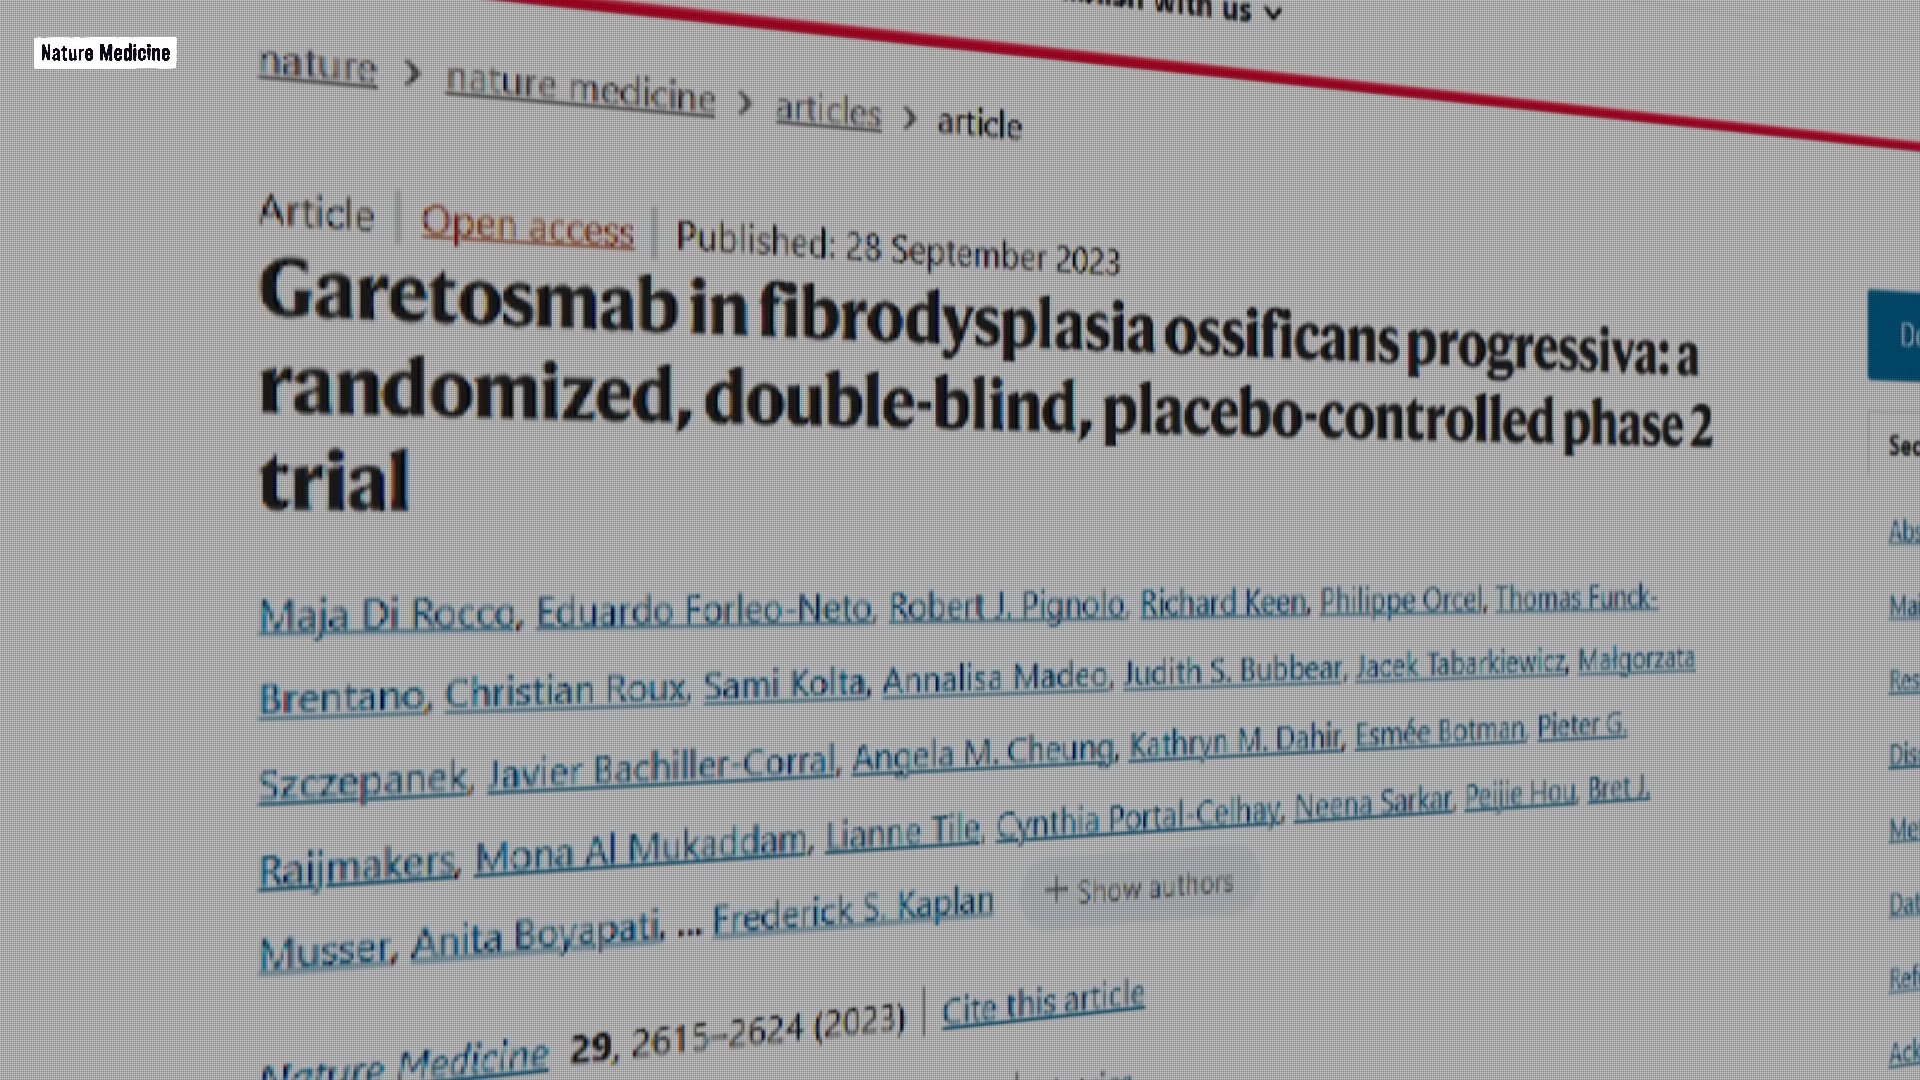 with us
Nature Medicine
nature > nature medicine > articles > article
Article | Open access | Published: 28 September 2023
Garetosmab in fibrodysplasia ossificans progressiva: a
randomized, double-blind, placebo-controlled phase 2
trial
Maja Di Rocco, Eduardo Forleo-Neto, Robert J. Pignolo, Richard Keen, Philippe Orcel, Thomas Funck-
Brentano, Christian Roux, Sami Kolta, Annalisa Madeo, Judith S. Bubbear, Jacek Tabarkiewicz, Małgorzata
Szczepanek, Javier Bachiller-Corral, Angela M. Cheung, Kathryn M. Dahir, Esmée Botman, Pieter G.
Raijmakers, Mona Al Mukaddam, Lianne Tile, Cynthia Portal-Celhay, Neena Sarkar, Peijie Hou, Bret J.
Musser, Anita Boyapati, ... Frederick S. Kaplan + Show authors
Nature Medicine 29, 2615–2624 (2023) | Cite this article